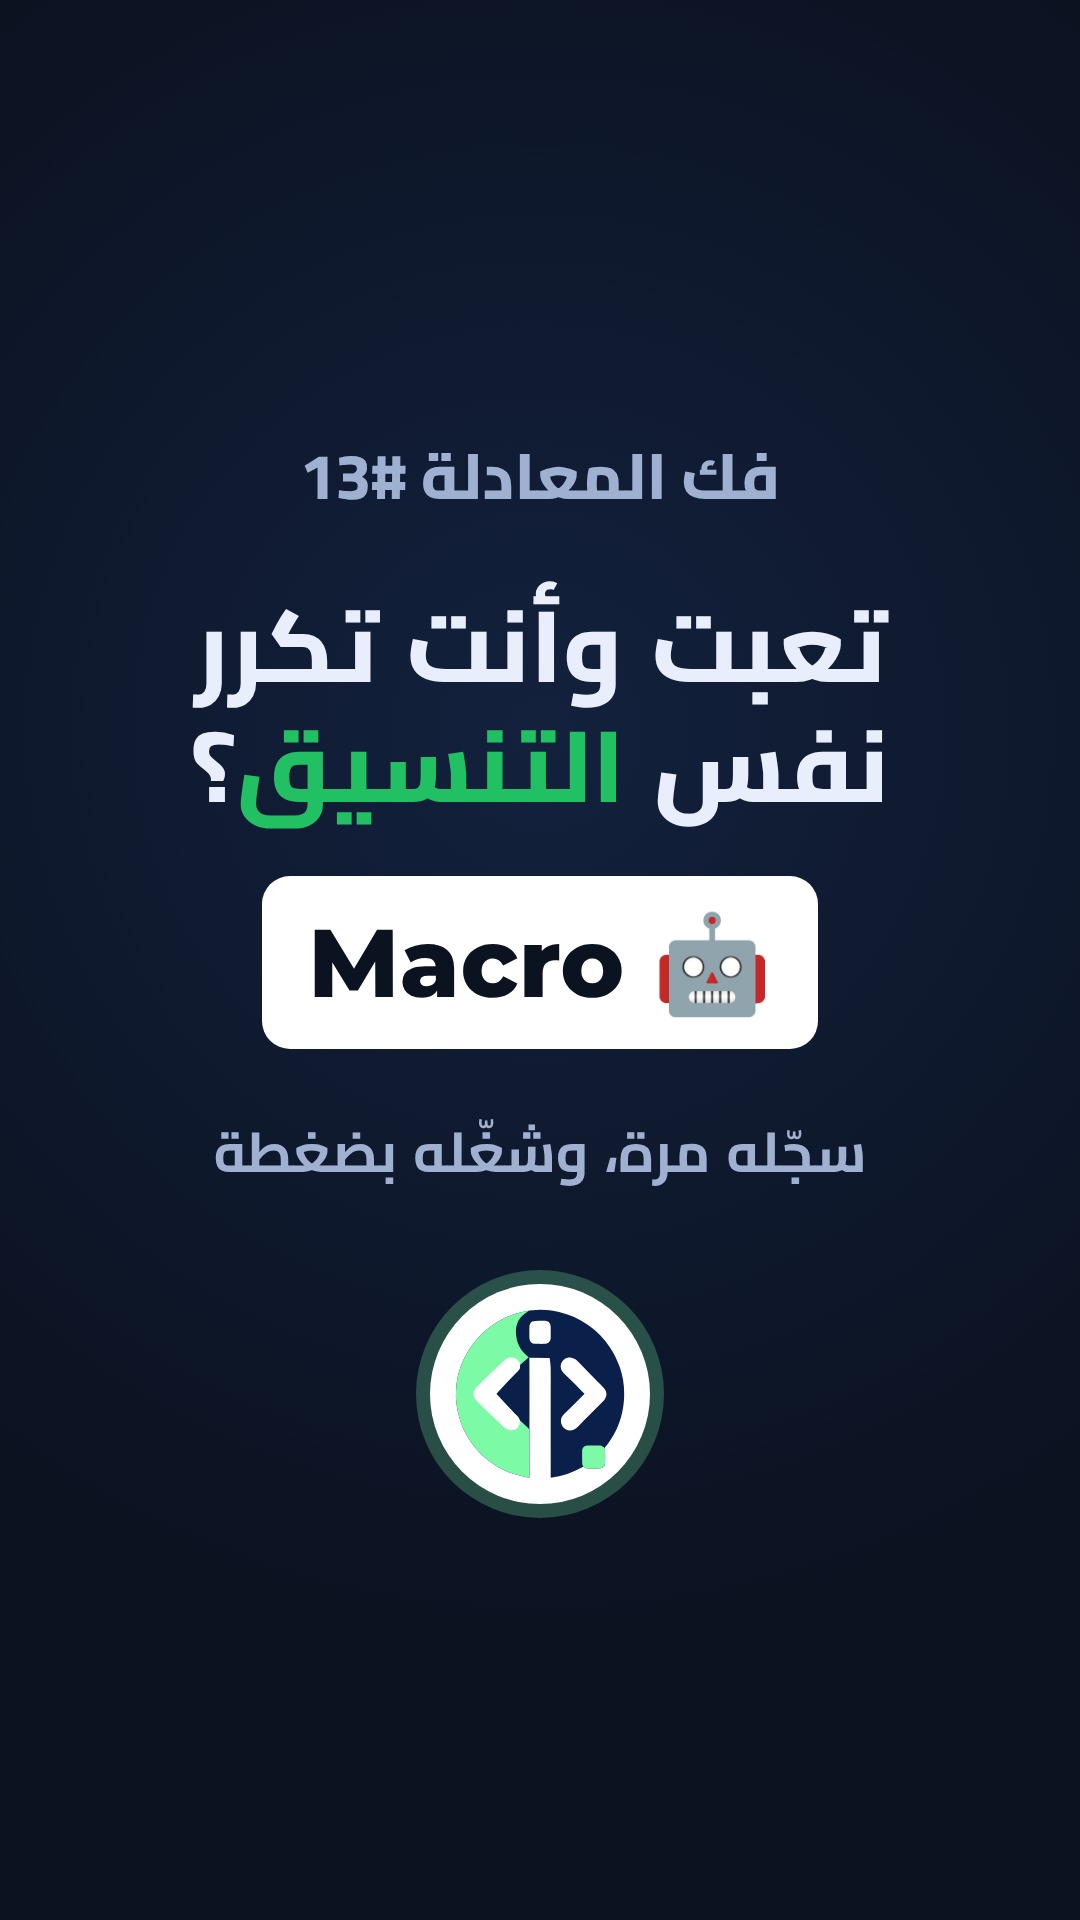 فك المعادلة #13
تعبت وأنت تكرر
نفس التنسيق؟
Macro 🤖
سجّله مرة، وشغّله بضغطة